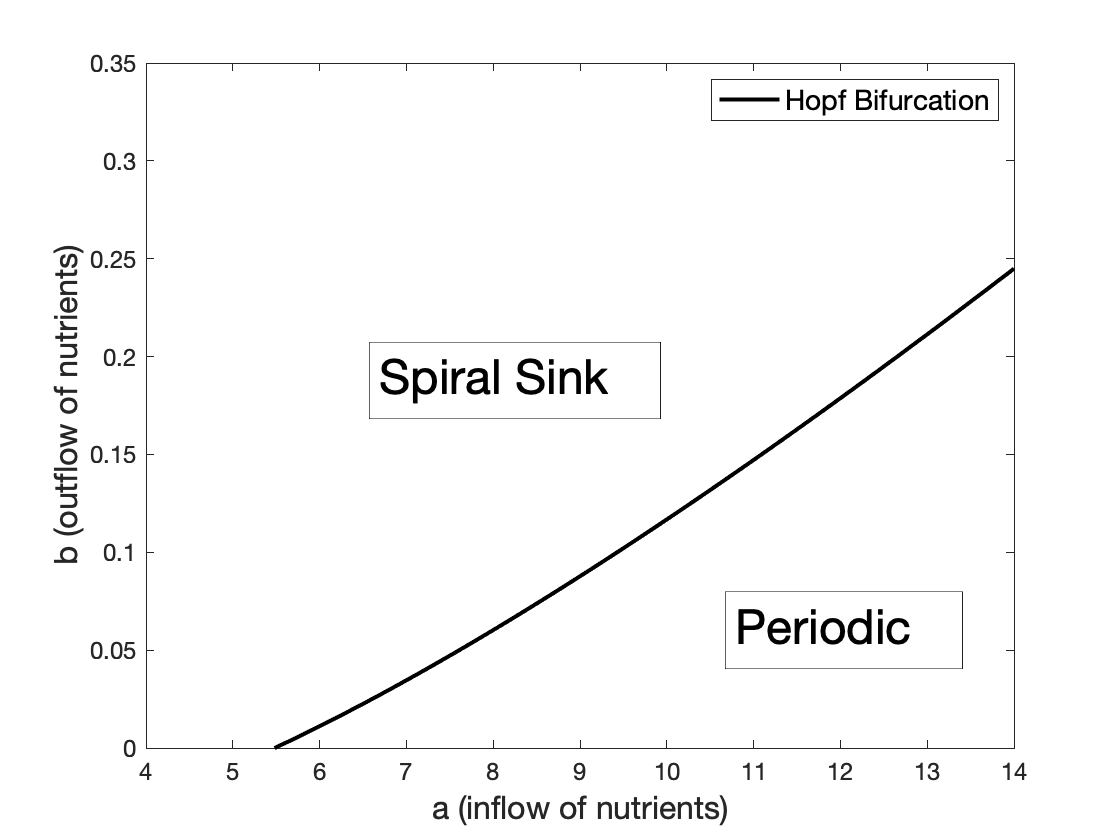 Hopf Bifurcation
0.35
0.3
0.25
0.2
0.15
0.1
0.05
0
b (outflow of nutrients)
Spiral Sink
Periodic
4 5 6 7 8 9 10 11 12 13 14
a (inflow of nutrients)